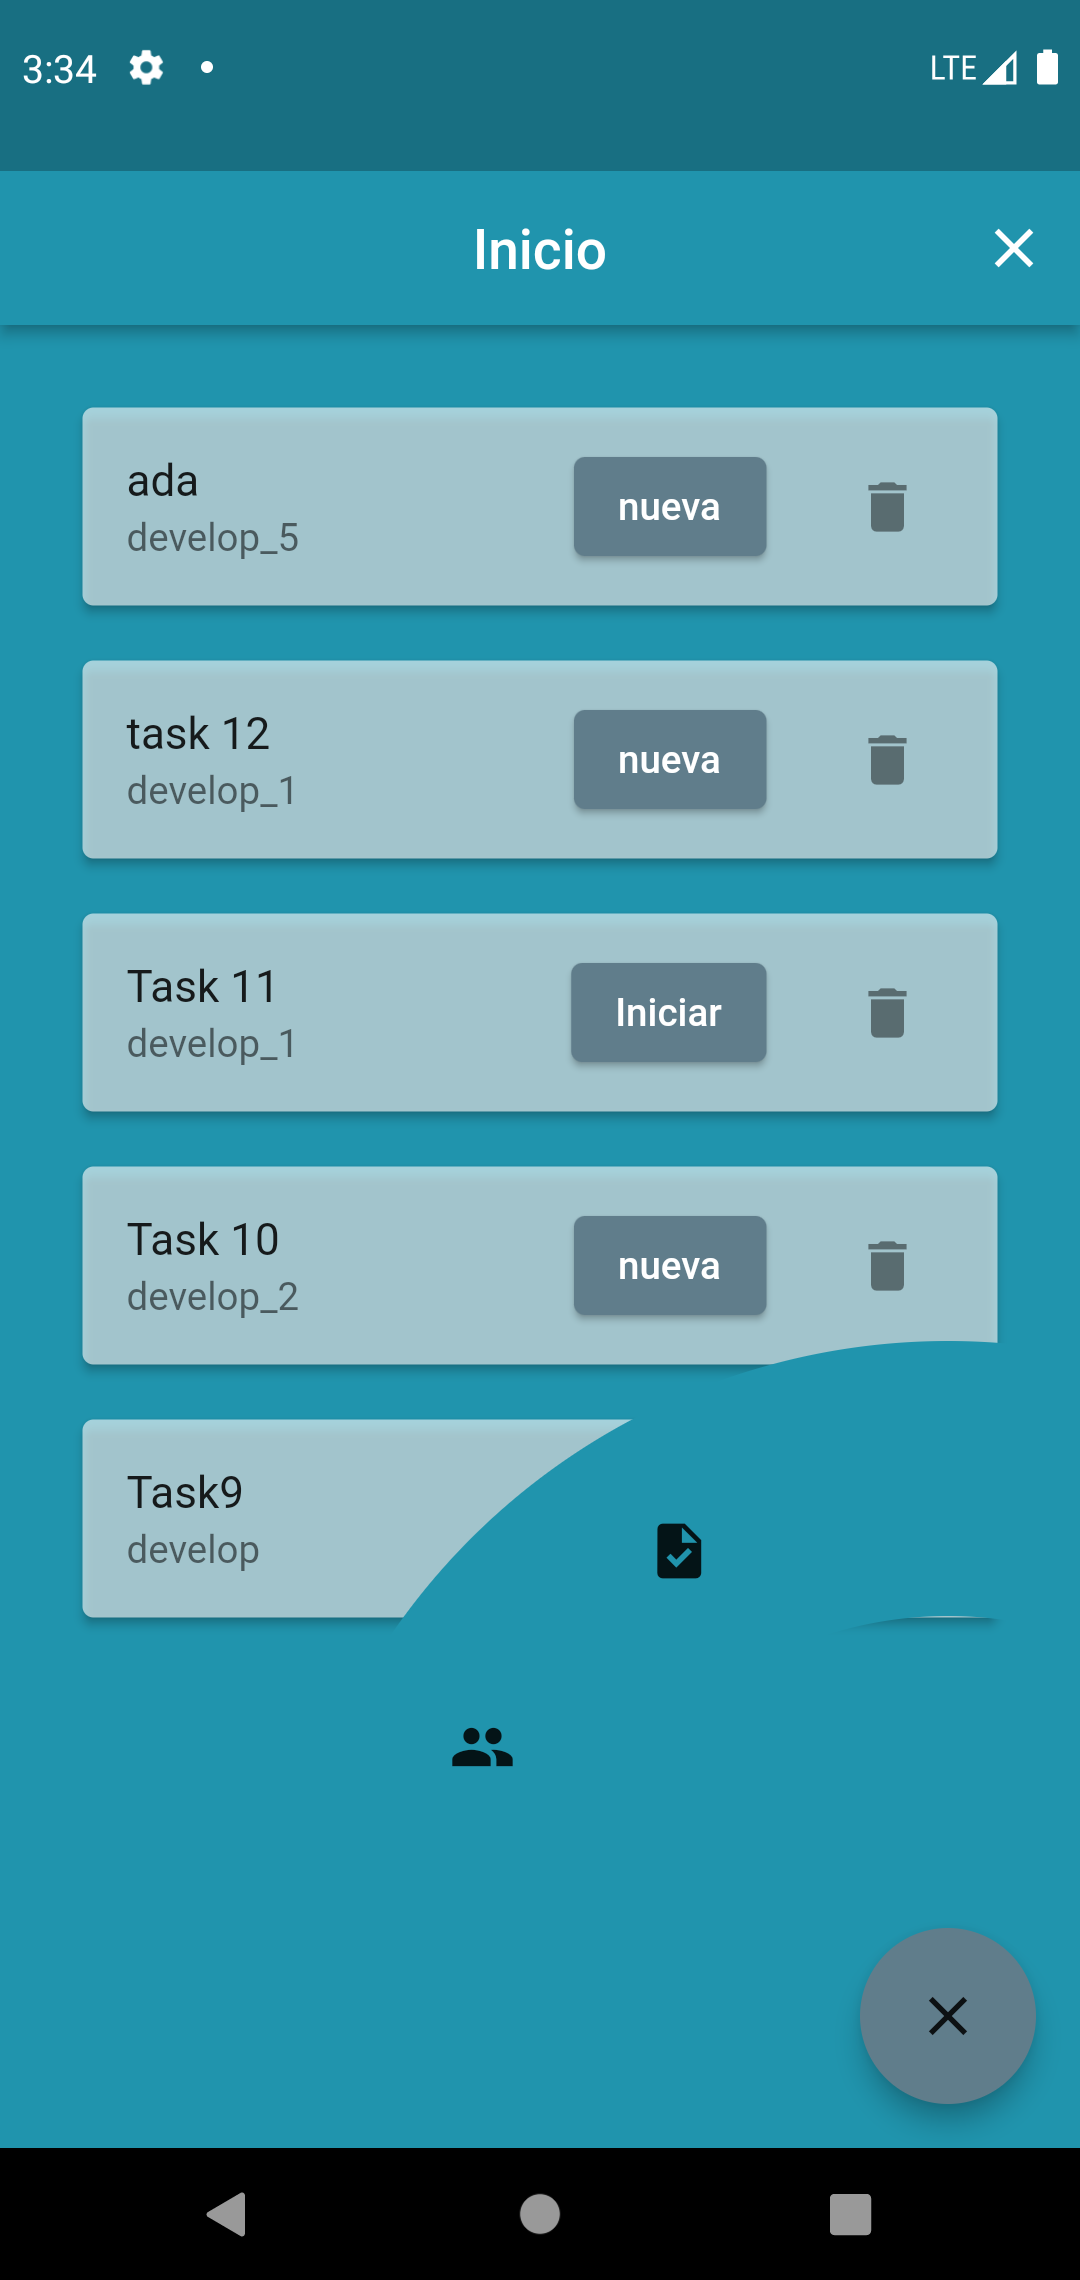 3:34
LTE
Inicio
ada
develop_5
nueva
task 12
develop_1
nueva
Task 11
develop_1
Iniciar
Task 10
develop_2
nueva
Task9
develop